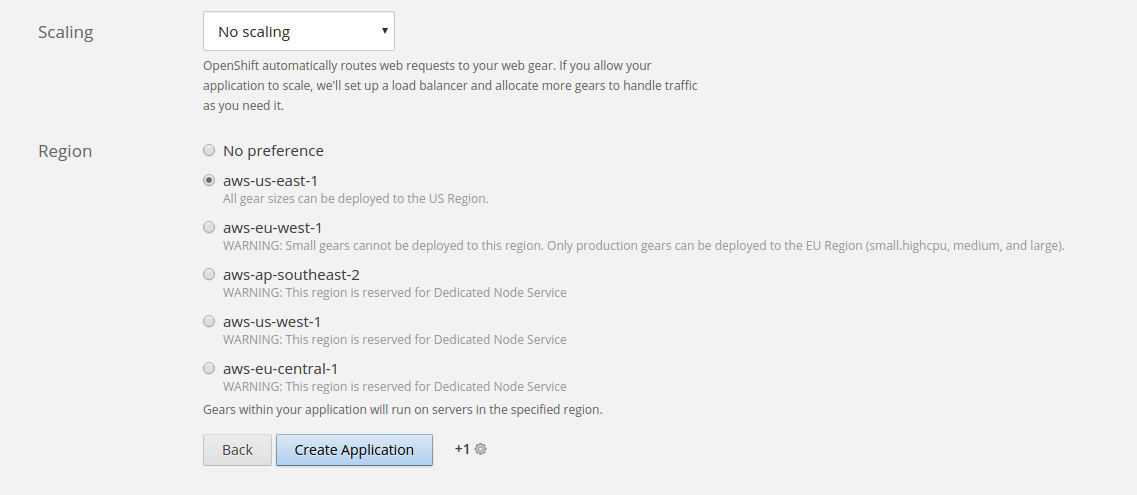 Scaling
No scaling
OpenShift automatically routes web requests to your web gear. If you allow your
application to scale, we'll set up a load balancer and allocate more gears to handle traffic
as you need it.
Region
No preference
aws-us-east-1
All gear sizes can be deployed to the US Region.
aws-eu-west-1
WARNING: Small gears cannot be deployed to this region. Only production gears can be deployed to the EU Region (small.highcpu, medium, and large).
aws-ap-southeast-2
WARNING: This region is reserved for Dedicated Node Service
aws-us-west-1
WARNING: This region is reserved for Dedicated Node Service
aws-eu-central-1
WARNING: This region is reserved for Dedicated Node Service
Gears within your application will run on servers in the specified region.
Back Create Application +1